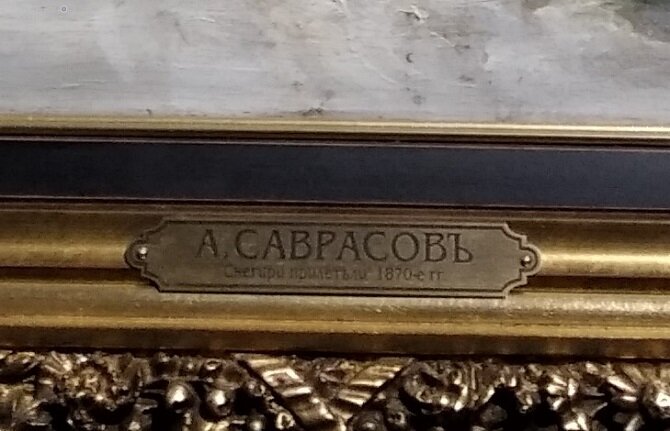 А. САВРАСОВЪ
"Снегири прилетѣли" 1870-е гг.